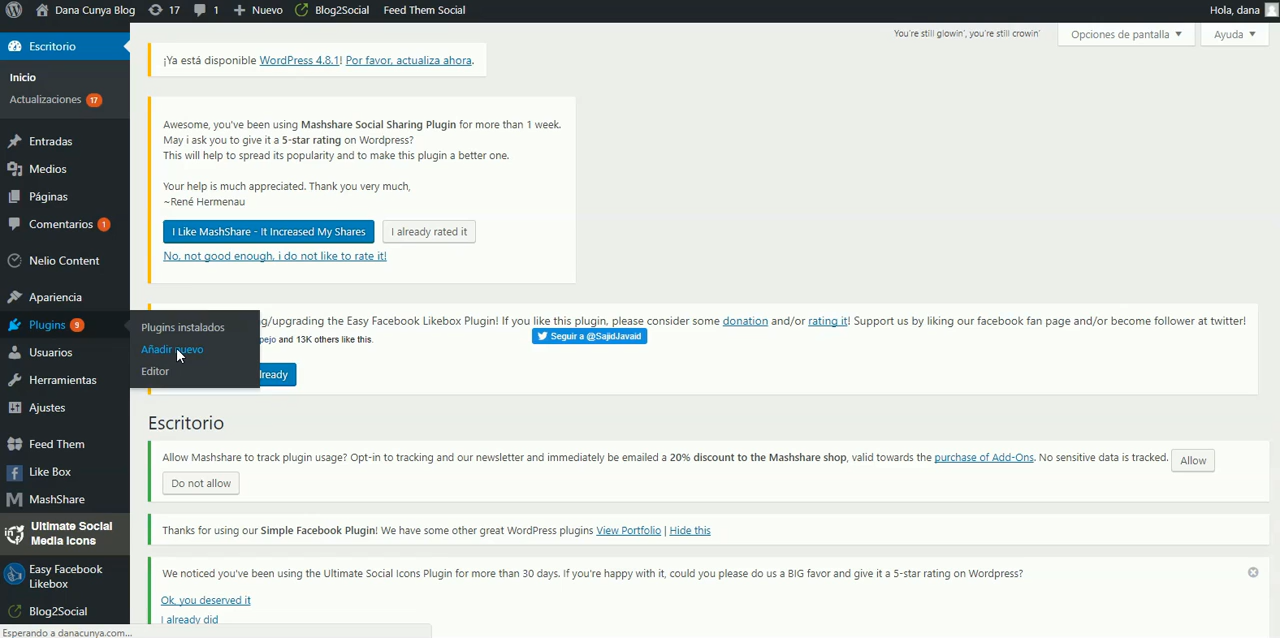 Dana Cunya Blog 17 1 Nuevo Blog2Social Feed Them Social Hola, dana
You're still glowin', you're still crowin' Opciones de pantalla Ayuda
Escritorio
Inicio
Actualizaciones 17
Entradas
Medios
Páginas
Comentarios 1
Nelio Content
Apariencia
Plugins 9
Usuarios
Herramientas
Ajustes
Feed Them
Like Box
MashShare
Ultimate Social
Media Icons
Easy Facebook
Likebox
Blog2Social
Plugins instalados
Añadir nuevo
Editor
¡Ya está disponible WordPress 4.8.1! Por favor, actualiza ahora.
Awesome, you've been using Mashshare Social Sharing Plugin for more than 1 week.
May i ask you to give it a 5-star rating on Wordpress?
This will help to spread its popularity and to make this plugin a better one.
Your help is much appreciated. Thank you very much,
~René Hermenau
I Like MashShare - It Increased My Shares I already rated it
No, not good enough, i do not like to rate it!
g/upgrading the Easy Facebook Likebox Plugin! If you like this plugin, please consider some donation and/or rating it! Support us by liking our facebook fan page and/or become follower at twitter!
pejo and 13K others like this. Seguir a @SajidJavaid
lready
Escritorio
Allow Mashshare to track plugin usage? Opt-in to tracking and our newsletter and immediately be emailed a 20% discount to the Mashshare shop, valid towards the purchase of Add-Ons. No sensitive data is tracked. Allow
Do not allow
Thanks for using our Simple Facebook Plugin! We have some other great WordPress plugins View Portfolio | Hide this
We noticed you've been using the Ultimate Social Icons Plugin for more than 30 days. If you're happy with it, could you please do us a BIG favor and give it a 5-star rating on Wordpress?
Ok, you deserved it
I already did
Esperando a danacunya.com...